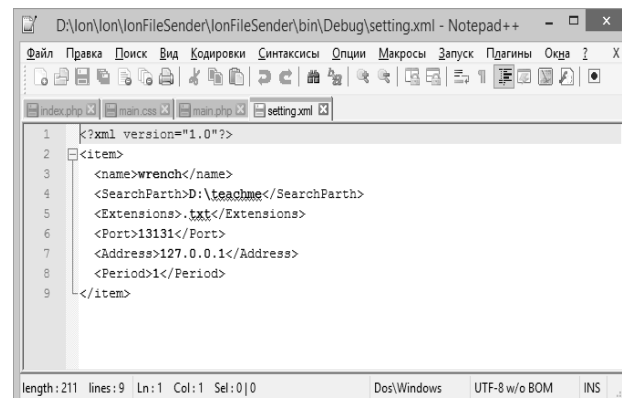 D:\Ion\Ion\IonFileSender\IonFileSender\bin\Debug\setting.xml - Notepad++
Файл Правка Поиск Вид Кодировки Синтаксисы Опции Макросы Запуск Плагины Окна ? X
index.php main.css main.php setting.xml
1 <?xml version="1.0"?>
2 <item>
3 <name>wrench</name>
4 <SearchParth>D:\teachme</SearchParth>
5 <Extensions>.txt</Extensions>
6 <Port>13131</Port>
7 <Address>127.0.0.1</Address>
8 <Period>1</Period>
9 </item>
length : 211 lines : 9 Ln : 1 Col : 1 Sel : 0 | 0 Dos\Windows UTF-8 w/o BOM INS